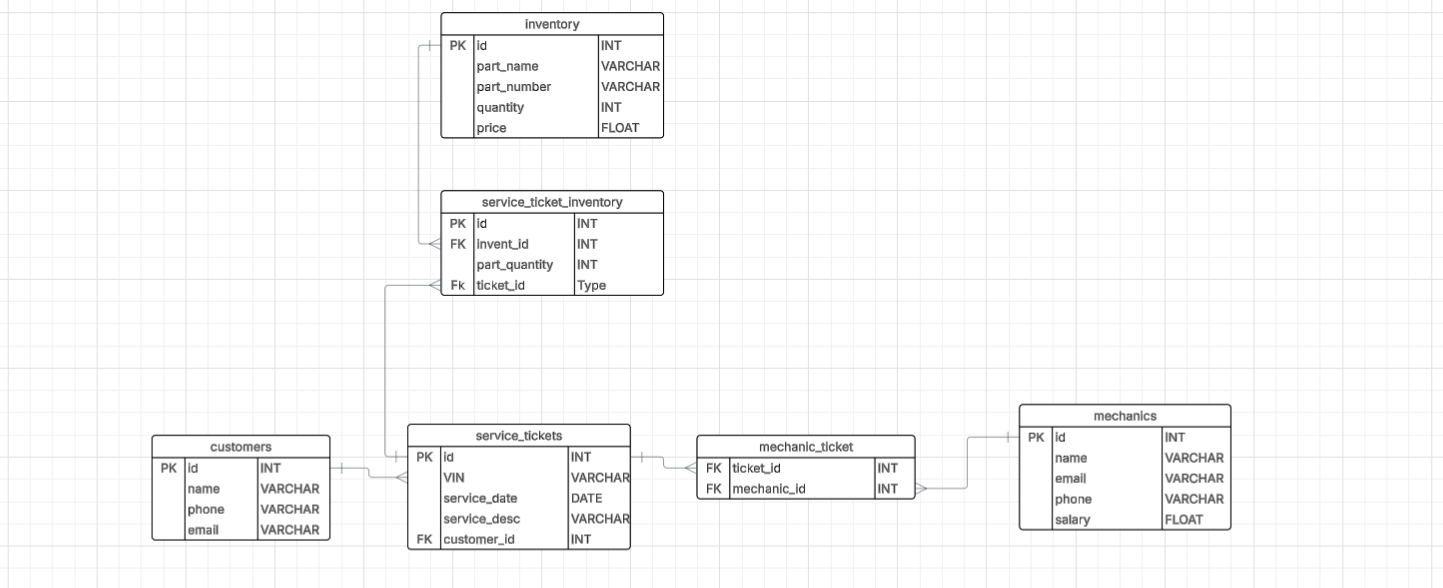 inventory
PK id INT
part_name VARCHAR
part_number VARCHAR
quantity INT
price FLOAT
service_ticket_inventory
PK id INT
FK invent_id INT
part_quantity INT
Fk ticket_id Type
customers
PK id INT
name VARCHAR
phone VARCHAR
email VARCHAR
service_tickets
PK id INT
VIN VARCHAR
service_date DATE
service_desc VARCHAR
FK customer_id INT
mechanic_ticket
FK ticket_id INT
FK mechanic_id INT
mechanics
PK id INT
name VARCHAR
email VARCHAR
phone VARCHAR
salary FLOAT